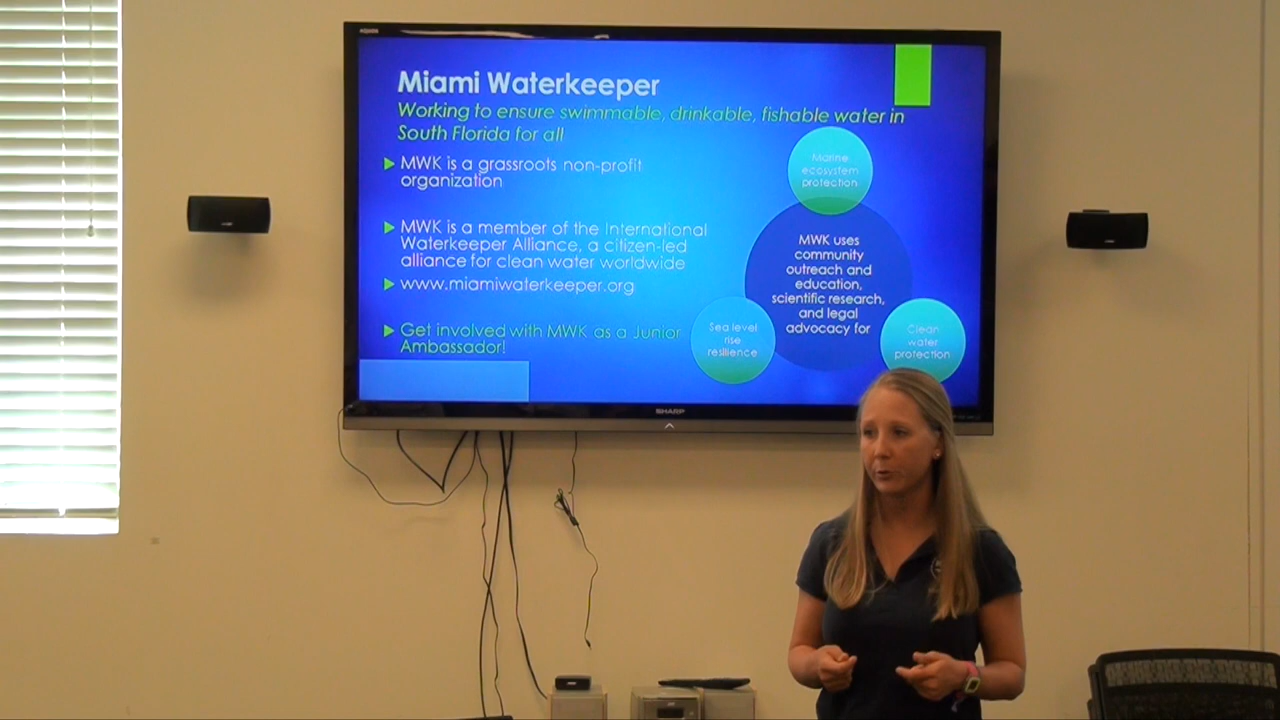 Miami Waterkeeper
Working to ensure swimmable, drinkable, fishable water in
South Florida for all
MWK is a grassroots non-profit
organization
MWK is a member of the International
Waterkeeper Alliance, a citizen-led
alliance for clean water worldwide
www.miamiwaterkeeper.org
Get involved with MWK as a Junior
Ambassador!
Marine
ecosystem
protection
MWK uses
community
outreach and
education,
scientific research,
and legal
advocacy for
Sea level
rise
resilience
Clean
water
protection
SHARP